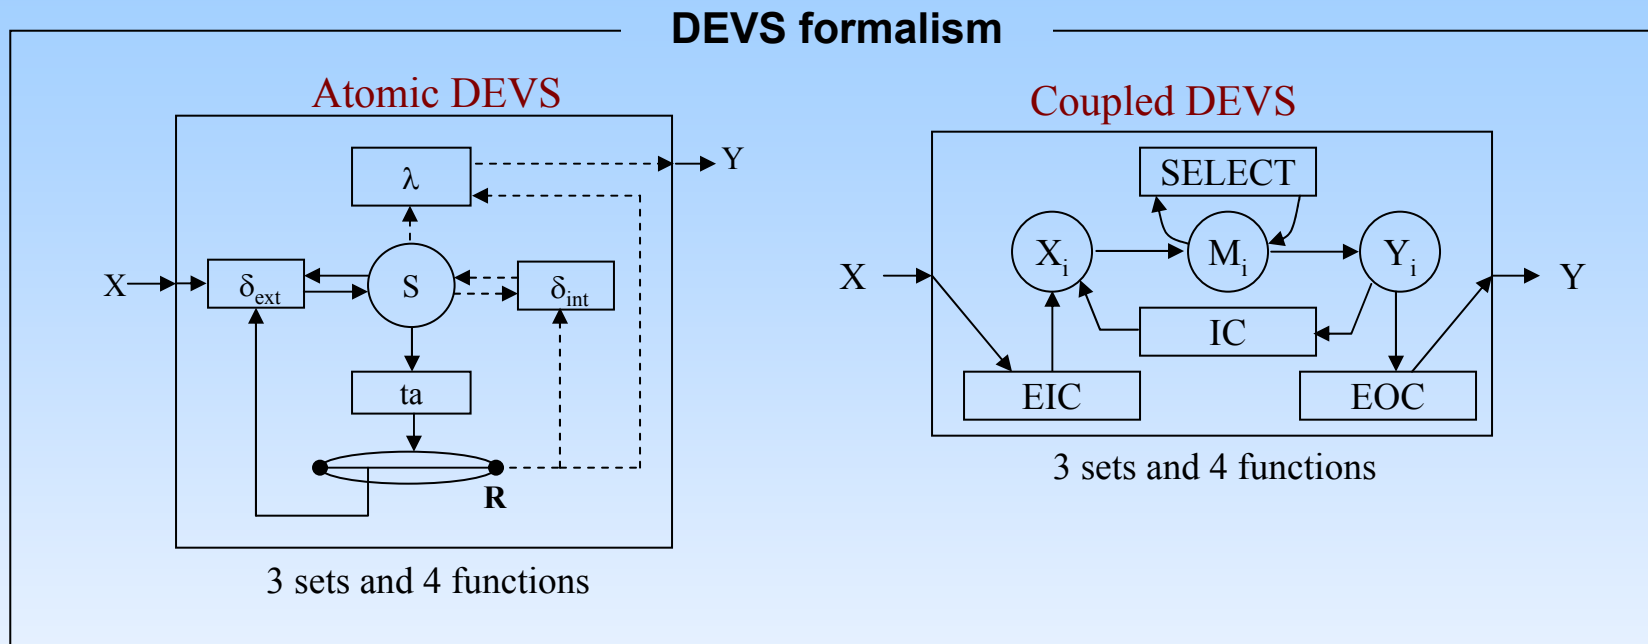 DEVS formalism
Atomic DEVS
λ
Y
X
δext
S
δint
ta
R
3 sets and 4 functions
Coupled DEVS
SELECT
X
Xi
Mi
Yi
Y
IC
EIC
EOC
3 sets and 4 functions